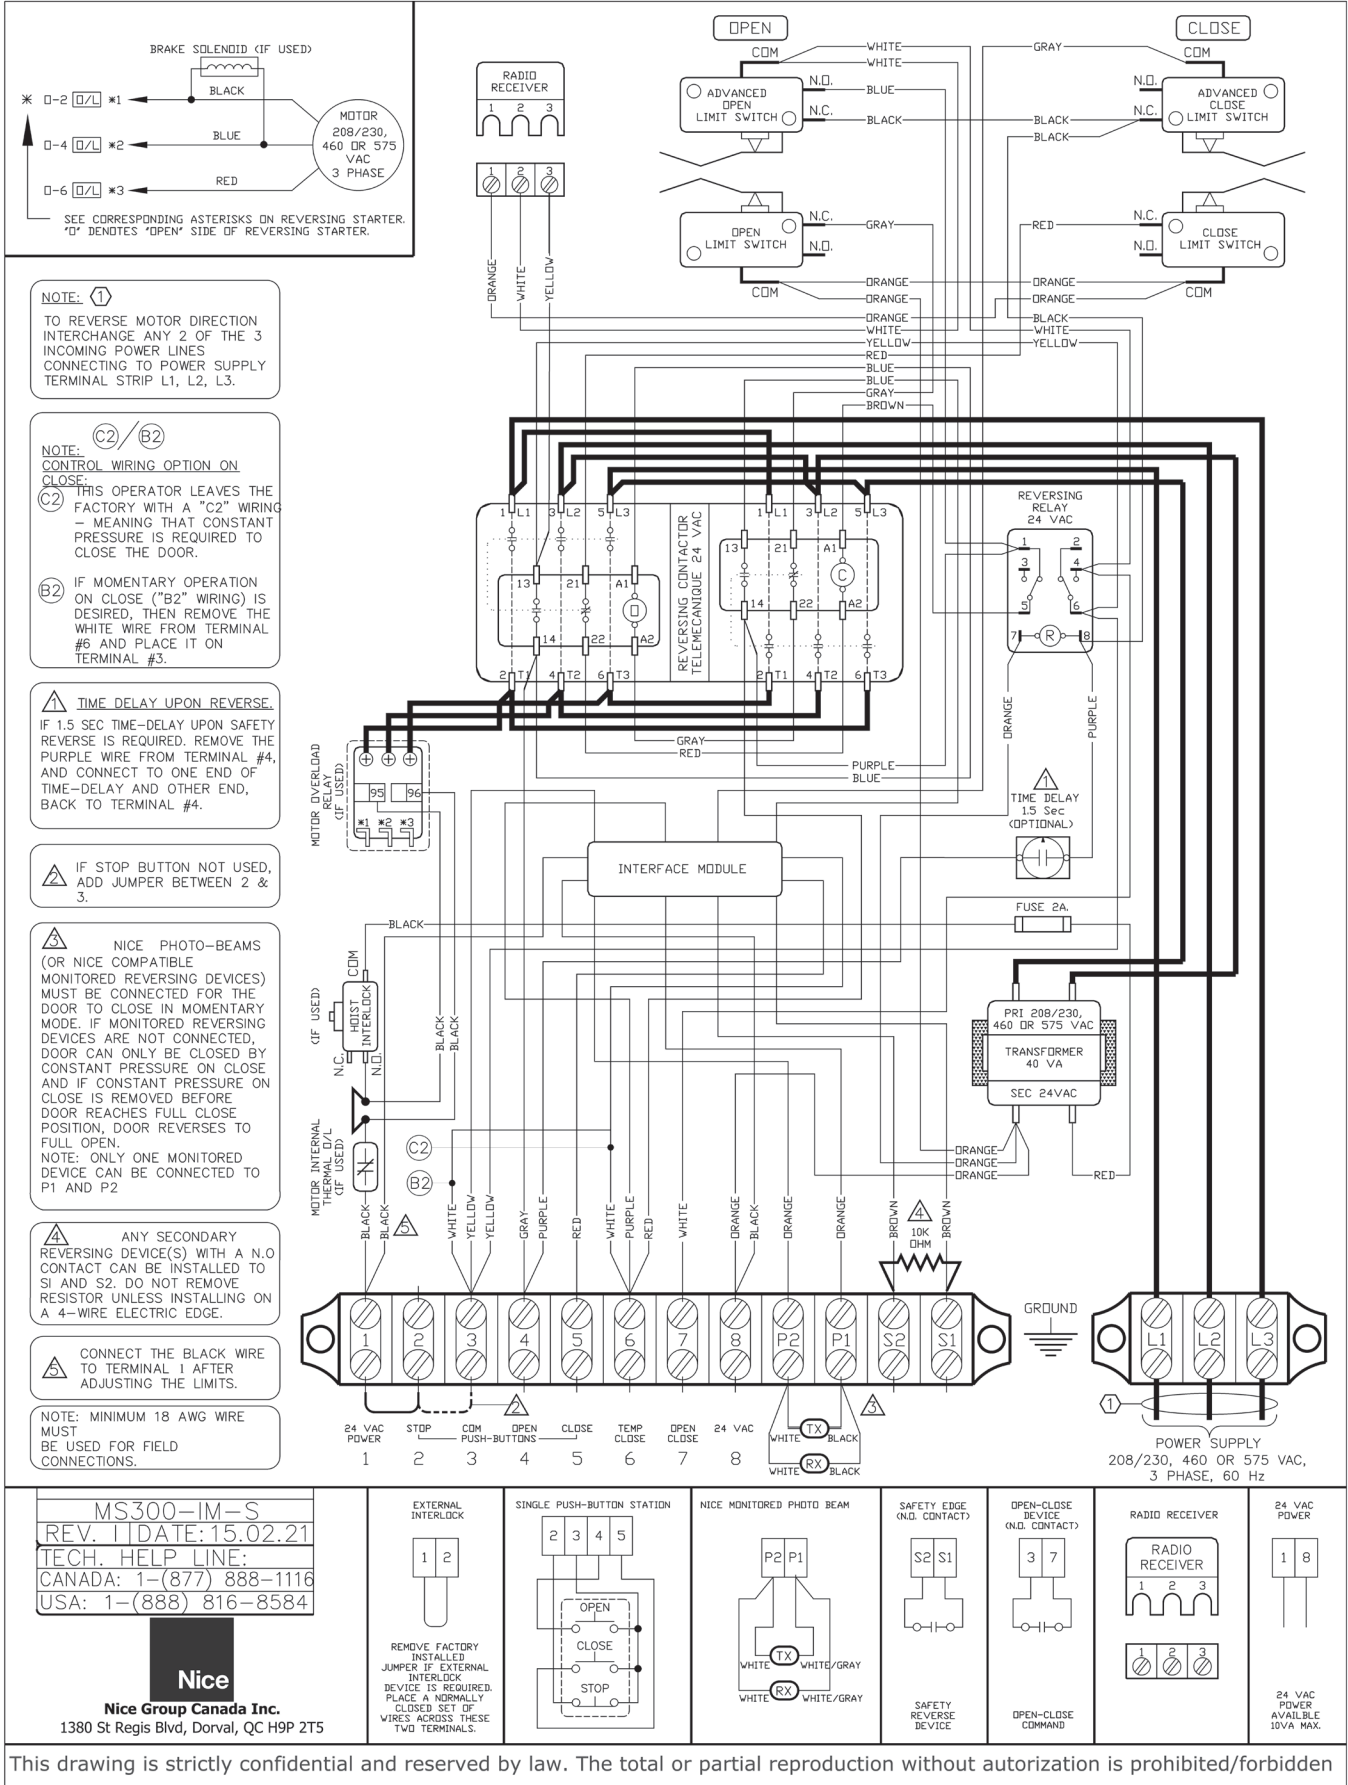 BRAKE SOLENOID (IF USED)
BLACK
* O-2 O/L *1
BLUE
O-4 O/L *2
RED
O-6 O/L *3
MOTOR
208/230,
460 OR 575
VAC
3 PHASE
SEE CORRESPONDING ASTERISKS ON REVERSING STARTER.
"O" DENOTES "OPEN" SIDE OF REVERSING STARTER.
NOTE: 1
TO REVERSE MOTOR DIRECTION
INTERCHANGE ANY 2 OF THE 3
INCOMING POWER LINES
CONNECTING TO POWER SUPPLY
TERMINAL STRIP L1, L2, L3.
C2/B2
NOTE:
CONTROL WIRING OPTION ON
CLOSE:
C2 THIS OPERATOR LEAVES THE
FACTORY WITH A "C2" WIRING
– MEANING THAT CONSTANT
PRESSURE IS REQUIRED TO
CLOSE THE DOOR.
B2 IF MOMENTARY OPERATION
ON CLOSE ("B2" WIRING) IS
DESIRED, THEN REMOVE THE
WHITE WIRE FROM TERMINAL
#6 AND PLACE IT ON
TERMINAL #3.
1 TIME DELAY UPON REVERSE.
IF 1.5 SEC TIME–DELAY UPON SAFETY
REVERSE IS REQUIRED. REMOVE THE
PURPLE WIRE FROM TERMINAL #4,
AND CONNECT TO ONE END OF
TIME–DELAY AND OTHER END,
BACK TO TERMINAL #4.
2 IF STOP BUTTON NOT USED,
ADD JUMPER BETWEEN 2 &
3.
3 NICE PHOTO–BEAMS
(OR NICE COMPATIBLE
MONITORED REVERSING DEVICES)
MUST BE CONNECTED FOR THE
DOOR TO CLOSE IN MOMENTARY
MODE. IF MONITORED REVERSING
DEVICES ARE NOT CONNECTED,
DOOR CAN ONLY BE CLOSED BY
CONSTANT PRESSURE ON CLOSE
AND IF CONSTANT PRESSURE ON
CLOSE IS REMOVED BEFORE
DOOR REACHES FULL CLOSE
POSITION, DOOR REVERSES TO
FULL OPEN.
NOTE: ONLY ONE MONITORED
DEVICE CAN BE CONNECTED TO
P1 AND P2
4 ANY SECONDARY
REVERSING DEVICE(S) WITH A N.O
CONTACT CAN BE INSTALLED TO
SI AND S2. DO NOT REMOVE
RESISTOR UNLESS INSTALLING ON
A 4–WIRE ELECTRIC EDGE.
5 CONNECT THE BLACK WIRE
TO TERMINAL 1 AFTER
ADJUSTING THE LIMITS.
NOTE: MINIMUM 18 AWG WIRE
MUST
BE USED FOR FIELD
CONNECTIONS.
RADIO
RECEIVER
1 2 3
1 2 3
ORANGE
WHITE
YELLOW
OPEN
COM
ADVANCED
OPEN
LIMIT SWITCH
N.O.
N.C.
OPEN
LIMIT SWITCH
N.C.
N.O.
COM
CLOSE
COM
N.O.
N.C.
ADVANCED
CLOSE
LIMIT SWITCH
N.C.
N.O.
CLOSE
LIMIT SWITCH
COM
WHITE GRAY
WHITE
BLUE
BLACK BLACK
BLACK
GRAY RED
ORANGE ORANGE
ORANGE ORANGE
ORANGE BLACK
WHITE WHITE
YELLOW YELLOW
RED
BLUE
BLUE
GRAY
BROWN
1 L1 3 L2 5 L3
13 21 A1
O
14 22 A2
2 T1 4 T2 6 T3
REVERSING CONTACTOR
TELEMECANIQUE 24 VAC
1 L1 3 L2 5 L3
13 21 A1
C
14 22 A2
2 T1 4 T2 6 T3
REVERSING
RELAY
24 VAC
1 2
3 4
5 6
7 R 8
ORANGE
PURPLE
GRAY
RED
PURPLE
BLUE
MOTOR OVERLOAD
RELAY
(IF USED)
95 96
*1 *2 *3
INTERFACE MODULE
1
TIME DELAY
1.5 Sec
(OPTIONAL)
FUSE 2A.
BLACK
COM
HOIST
INTERLOCK
(IF USED)
N.C.
N.O.
BLACK
BLACK
MOTOR INTERNAL
THERMAL O/L
(IF USED)
C2
B2
PRI 208/230,
460 OR 575 VAC
TRANSFORMER
40 VA
SEC 24VAC
ORANGE
ORANGE
ORANGE
RED
BLACK
BLACK
5
WHITE
YELLOW
YELLOW
GRAY
PURPLE
RED
WHITE
PURPLE
RED
WHITE
ORANGE
BLACK
ORANGE
ORANGE
BROWN
4
10K
OHM
BROWN
1 2 3 4 5 6 7 8 P2 P1 S2 S1
GROUND
L1 L2 L3
1
2
3
24 VAC
POWER
STOP
COM
OPEN
CLOSE
PUSH–BUTTONS
TEMP
CLOSE
OPEN
CLOSE
24 VAC
1 2 3 4 5 6 7 8
WHITE TX BLACK
WHITE RX BLACK
POWER SUPPLY
208/230, 460 OR 575 VAC,
3 PHASE, 60 Hz
MS300–IM–S
REV. I DATE: 15.02.21
TECH. HELP LINE:
CANADA: 1–(877) 888–1116
USA: 1–(888) 816–8584
Nice
Nice Group Canada Inc.
1380 St Regis Blvd, Dorval, QC H9P 2T5
EXTERNAL
INTERLOCK
1 2
REMOVE FACTORY
INSTALLED
JUMPER IF EXTERNAL
INTERLOCK
DEVICE IS REQUIRED.
PLACE A NORMALLY
CLOSED SET OF
WIRES ACROSS THESE
TWO TERMINALS.
SINGLE PUSH–BUTTON STATION
2 3 4 5
OPEN
CLOSE
STOP
NICE MONITORED PHOTO BEAM
P2 P1
WHITE TX WHITE/GRAY
WHITE RX WHITE/GRAY
SAFETY EDGE
(N.O. CONTACT)
S2 S1
SAFETY
REVERSE
DEVICE
OPEN–CLOSE
DEVICE
(N.O. CONTACT)
3 7
OPEN–CLOSE
COMMAND
RADIO RECEIVER
RADIO
RECEIVER
1 2 3
1 2 3
24 VAC
POWER
1 8
24 VAC
POWER
AVAILBLE
10VA MAX.
This drawing is strictly confidential and reserved by law. The total or partial reproduction without autorization is prohibited/forbidden